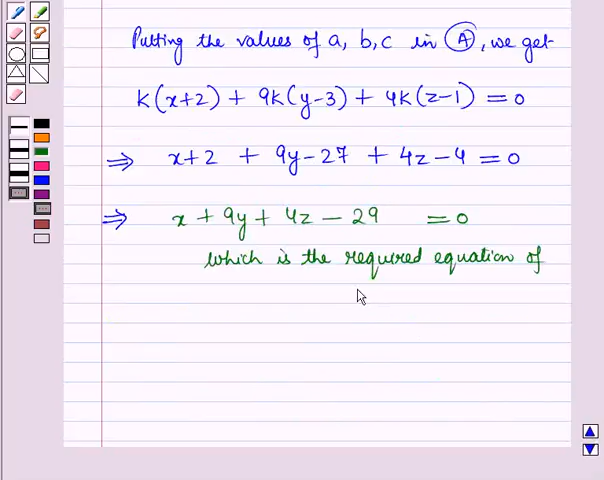 Putting the values of a, b, c in (A), we get
K(x+2) + 9K(y-3) + 4K(z-1) = 0
⇒ x+2 + 9y-27 + 4z-4 = 0
⇒ x + 9y + 4z - 29 = 0
which is the required equation of